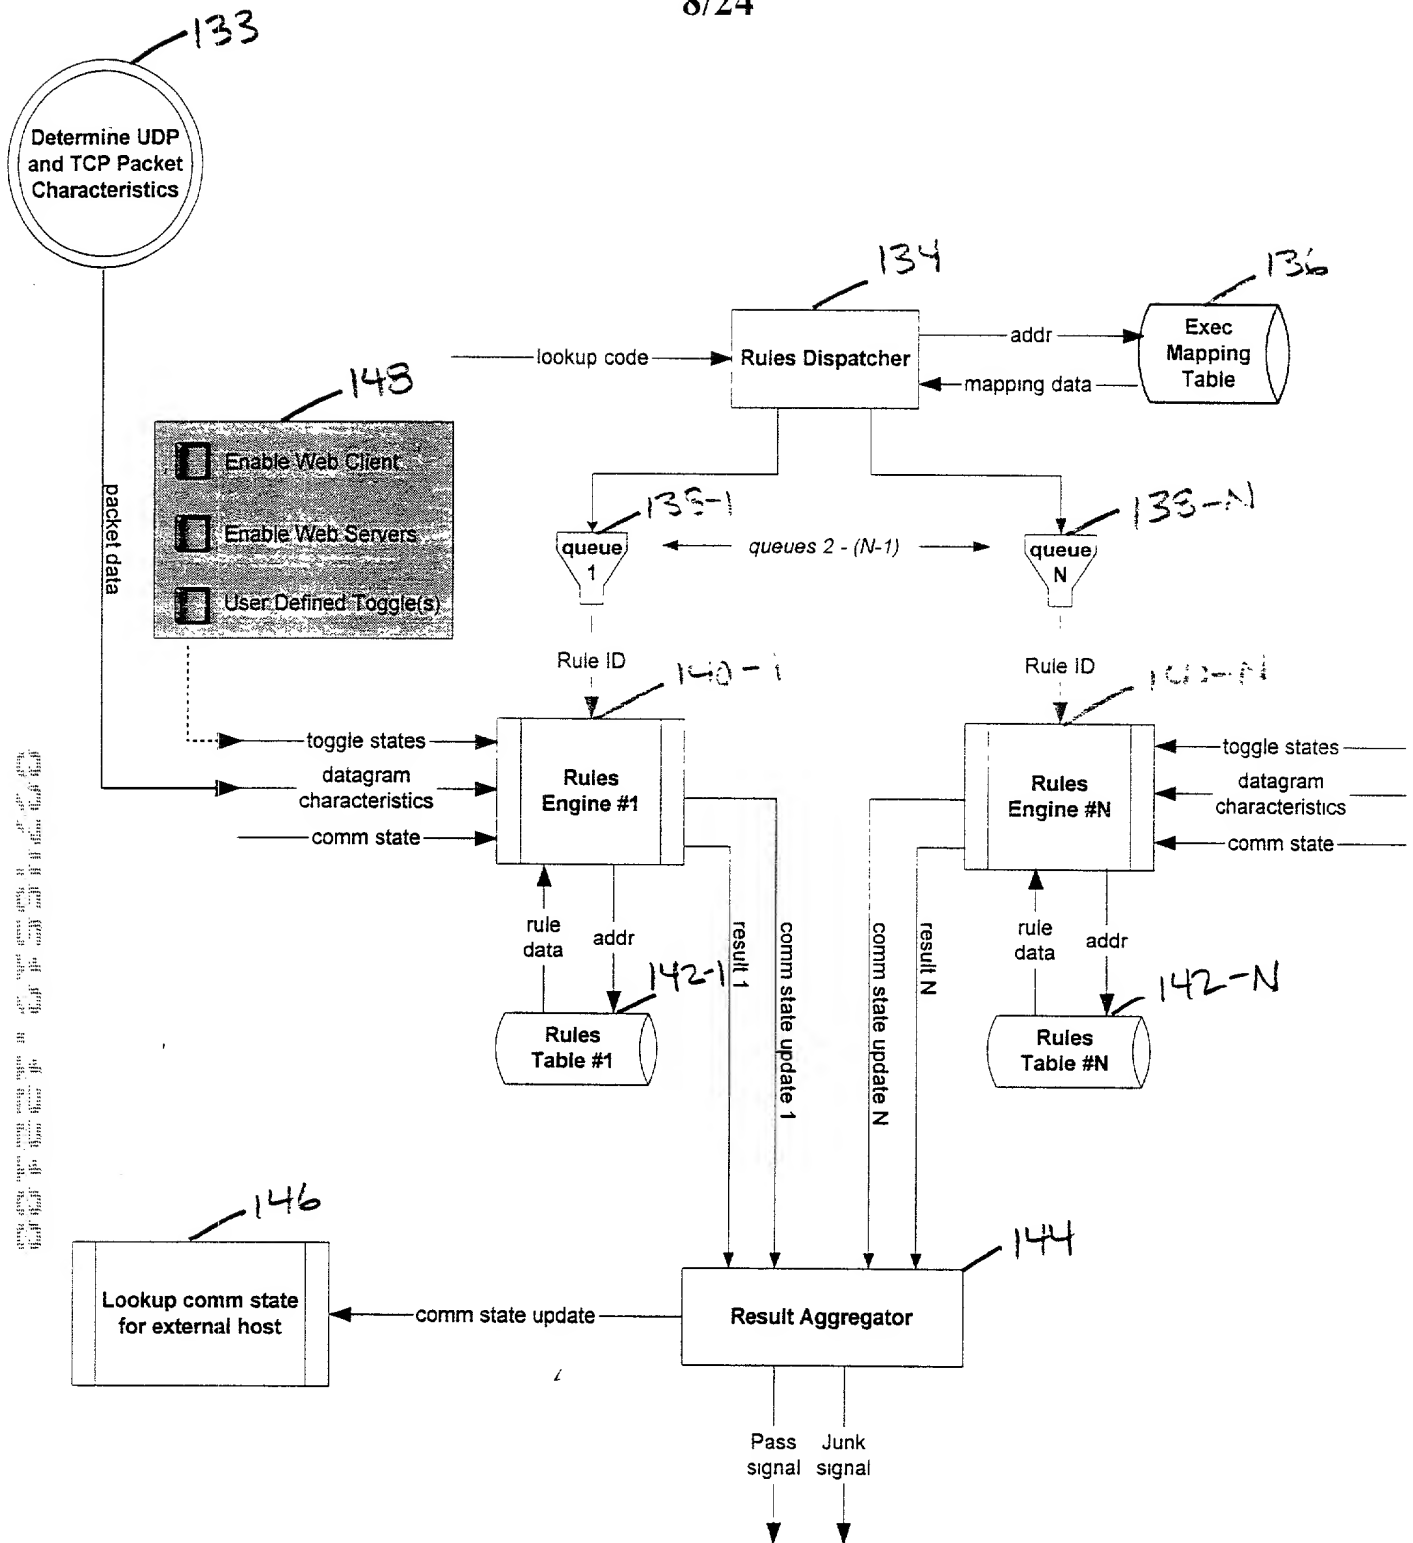 8/24
133
Determine UDP
and TCP Packet
Characteristics
134
136
lookup code
Rules Dispatcher
addr
mapping data
Exec
Mapping
Table
148
Enable Web Client
Enable Web Servers
User Defined Toggle(s)
packet data
138-1
138-N
queue
1
queues 2 - (N-1)
queue
N
Rule ID
Rule ID
140-1
140-N
toggle states
datagram
characteristics
comm state
Rules
Engine #1
Rules
Engine #N
toggle states
datagram
characteristics
comm state
rule
data
addr
result 1
comm state update 1
comm state update N
result N
rule
data
addr
142-1
142-N
Rules
Table #1
Rules
Table #N
146
144
Lookup comm state
for external host
comm state update
Result Aggregator
Pass
signal
Junk
signal